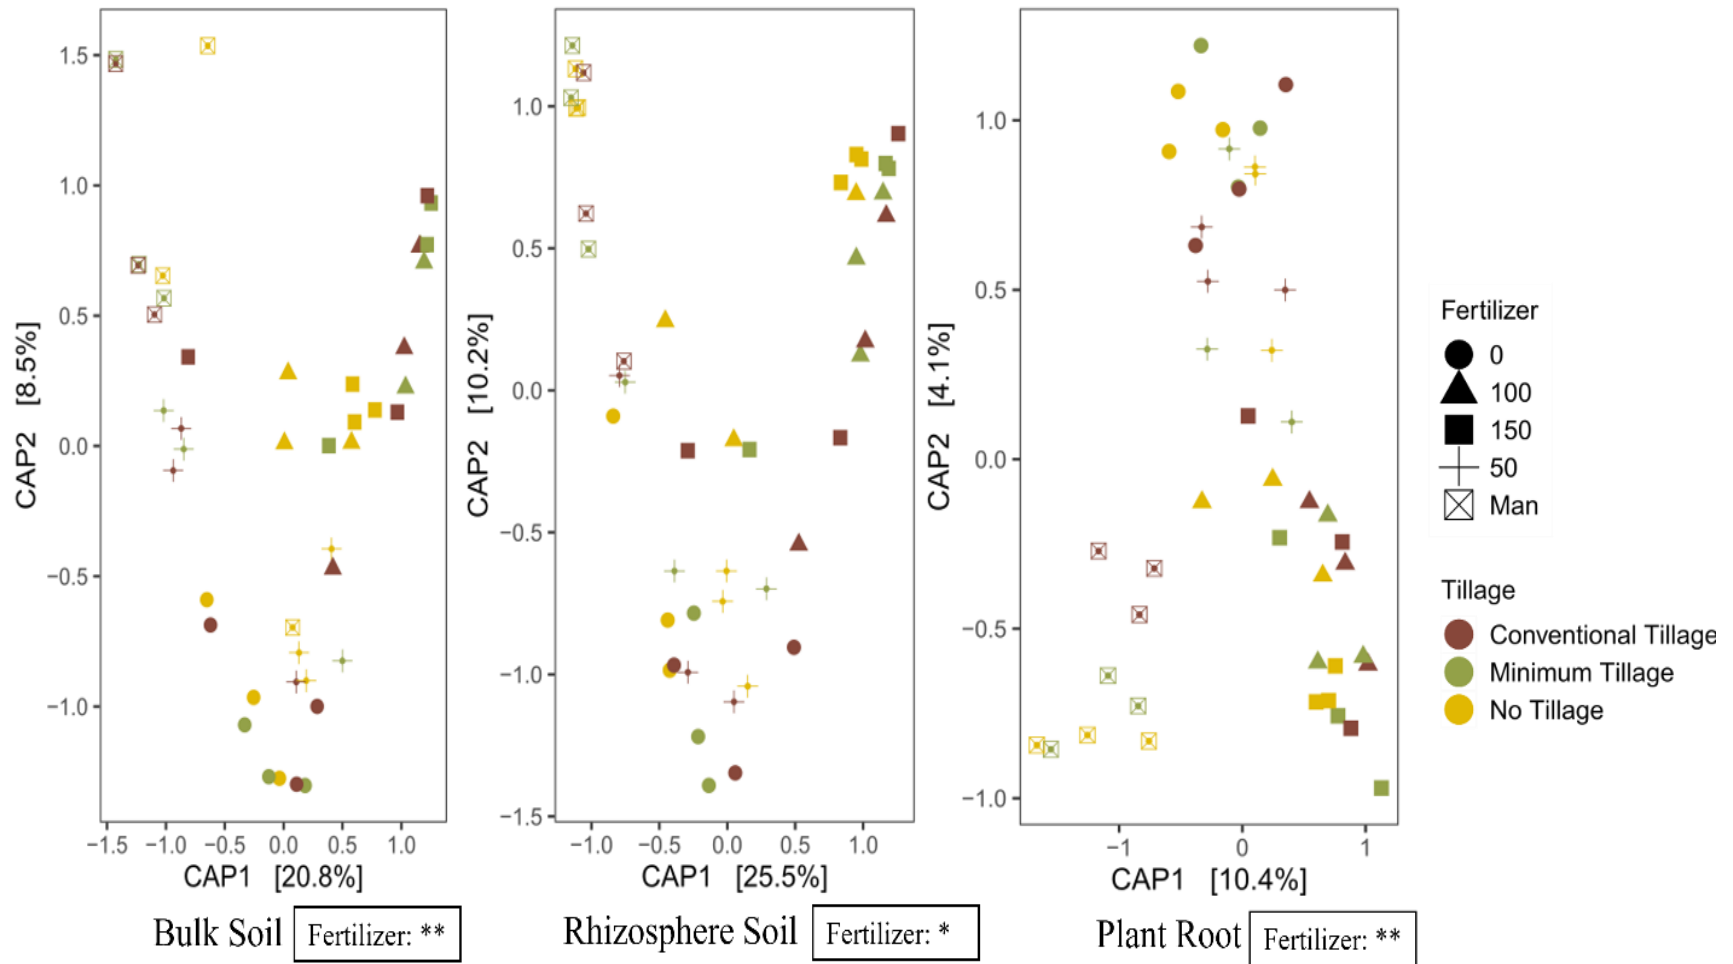 1.5
1.0
0.5
0.0
−0.5
−1.0
CAP2 [8.5%]
−1.5 −1.0 −0.5 0.0 0.5 1.0
CAP1 [20.8%]
Bulk Soil
Fertilizer: **
1.0
0.5
0.0
−0.5
−1.0
−1.5
CAP2 [10.2%]
−1.0 −0.5 0.0 0.5 1.0
CAP1 [25.5%]
Rhizosphere Soil
Fertilizer: *
1.0
0.5
0.0
−0.5
−1.0
CAP2 [4.1%]
−1 0 1
CAP1 [10.4%]
Plant Root
Fertilizer: **
Fertilizer
0
100
150
50
Man
Tillage
Conventional Tillage
Minimum Tillage
No Tillage